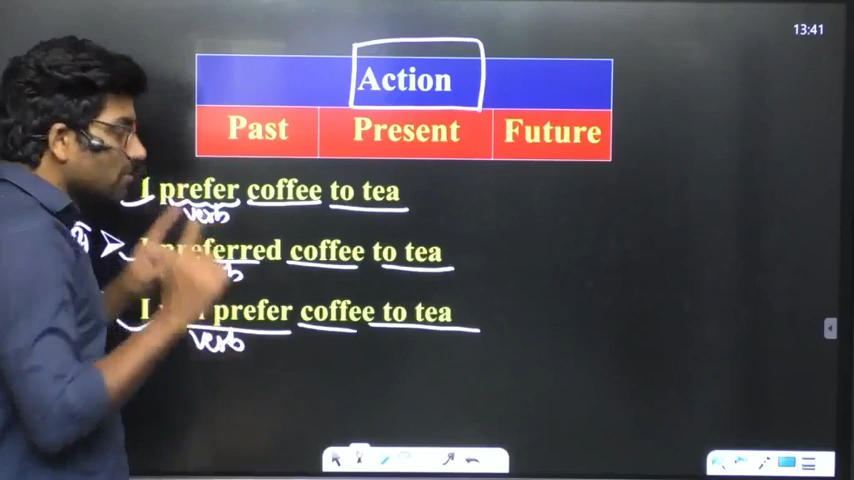 13:41
Action
Past Present Future
I prefer coffee to tea
verb
I preferred coffee to tea
I prefer coffee to tea
verb